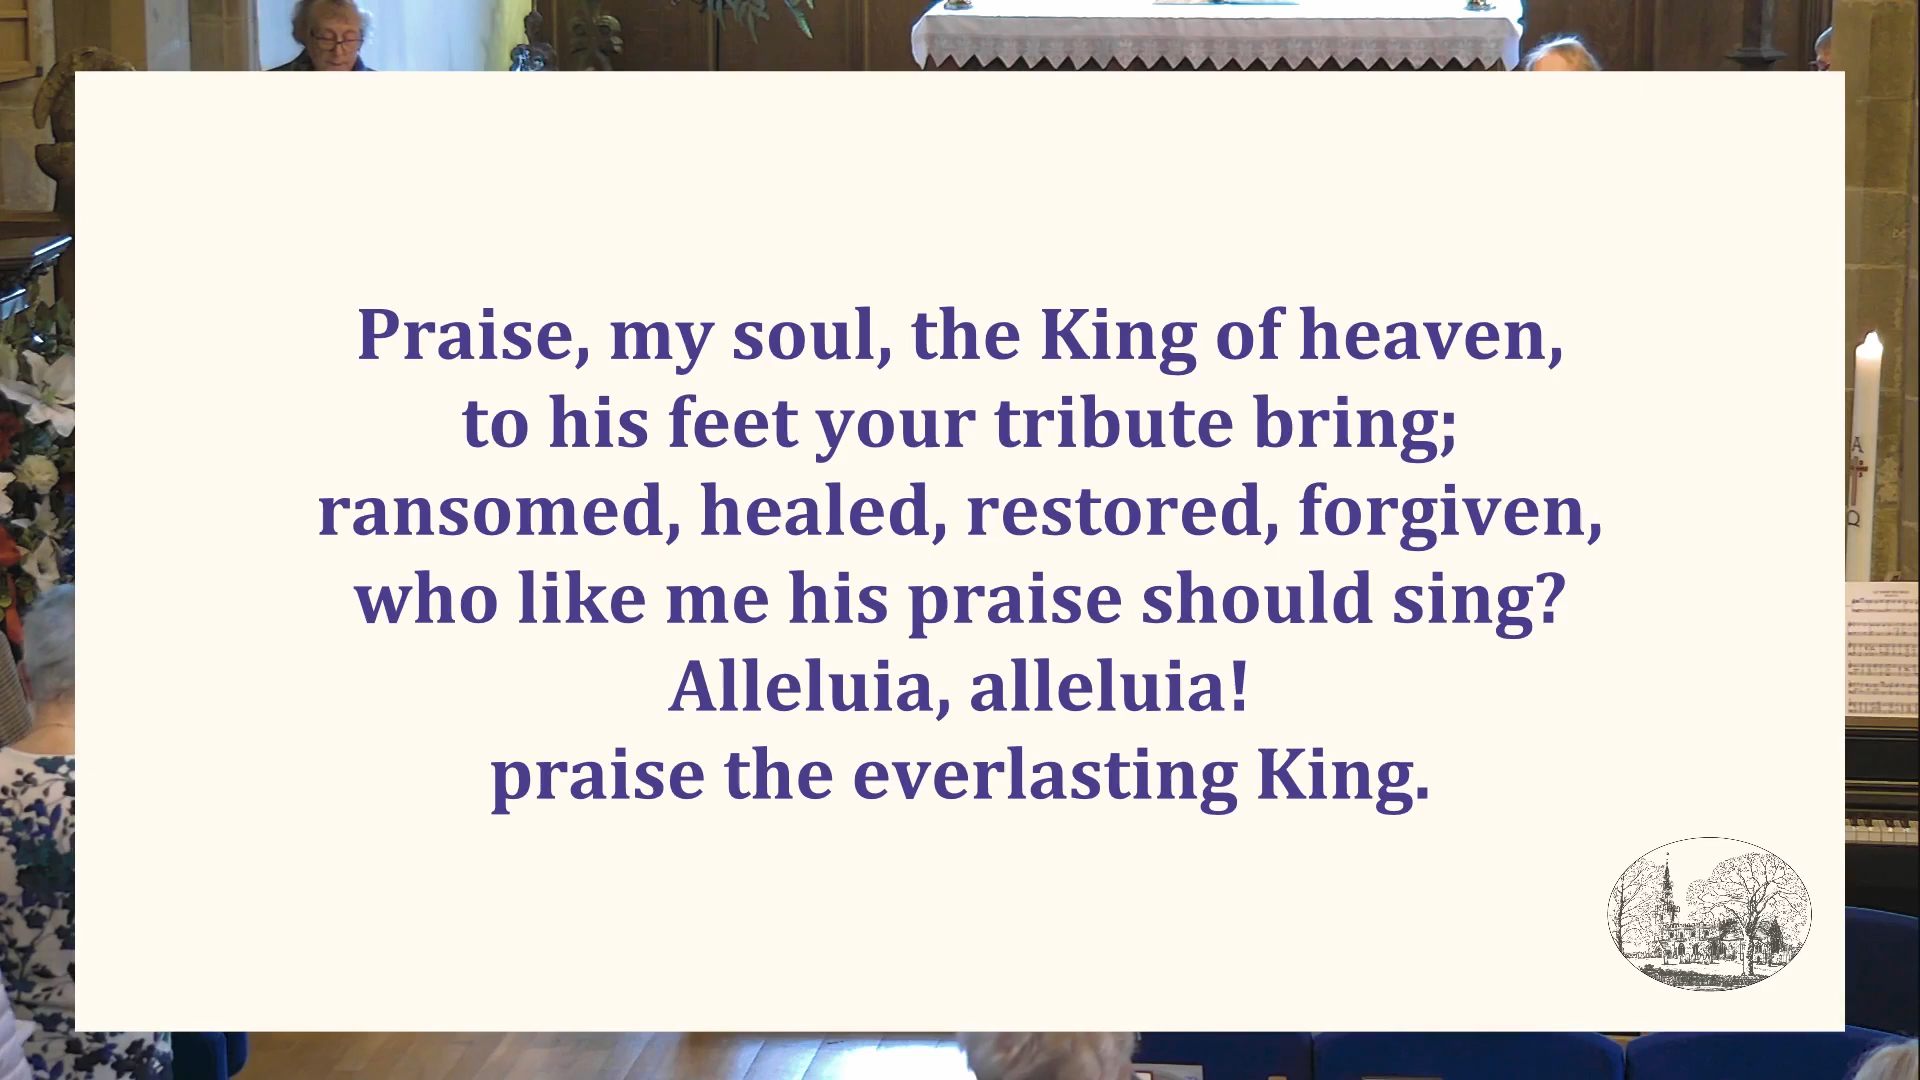 Praise, my soul, the King of heaven,
to his feet your tribute bring;
ransomed, healed, restored, forgiven,
who like me his praise should sing?
Alleluia, alleluia!
praise the everlasting King.
A
Ω